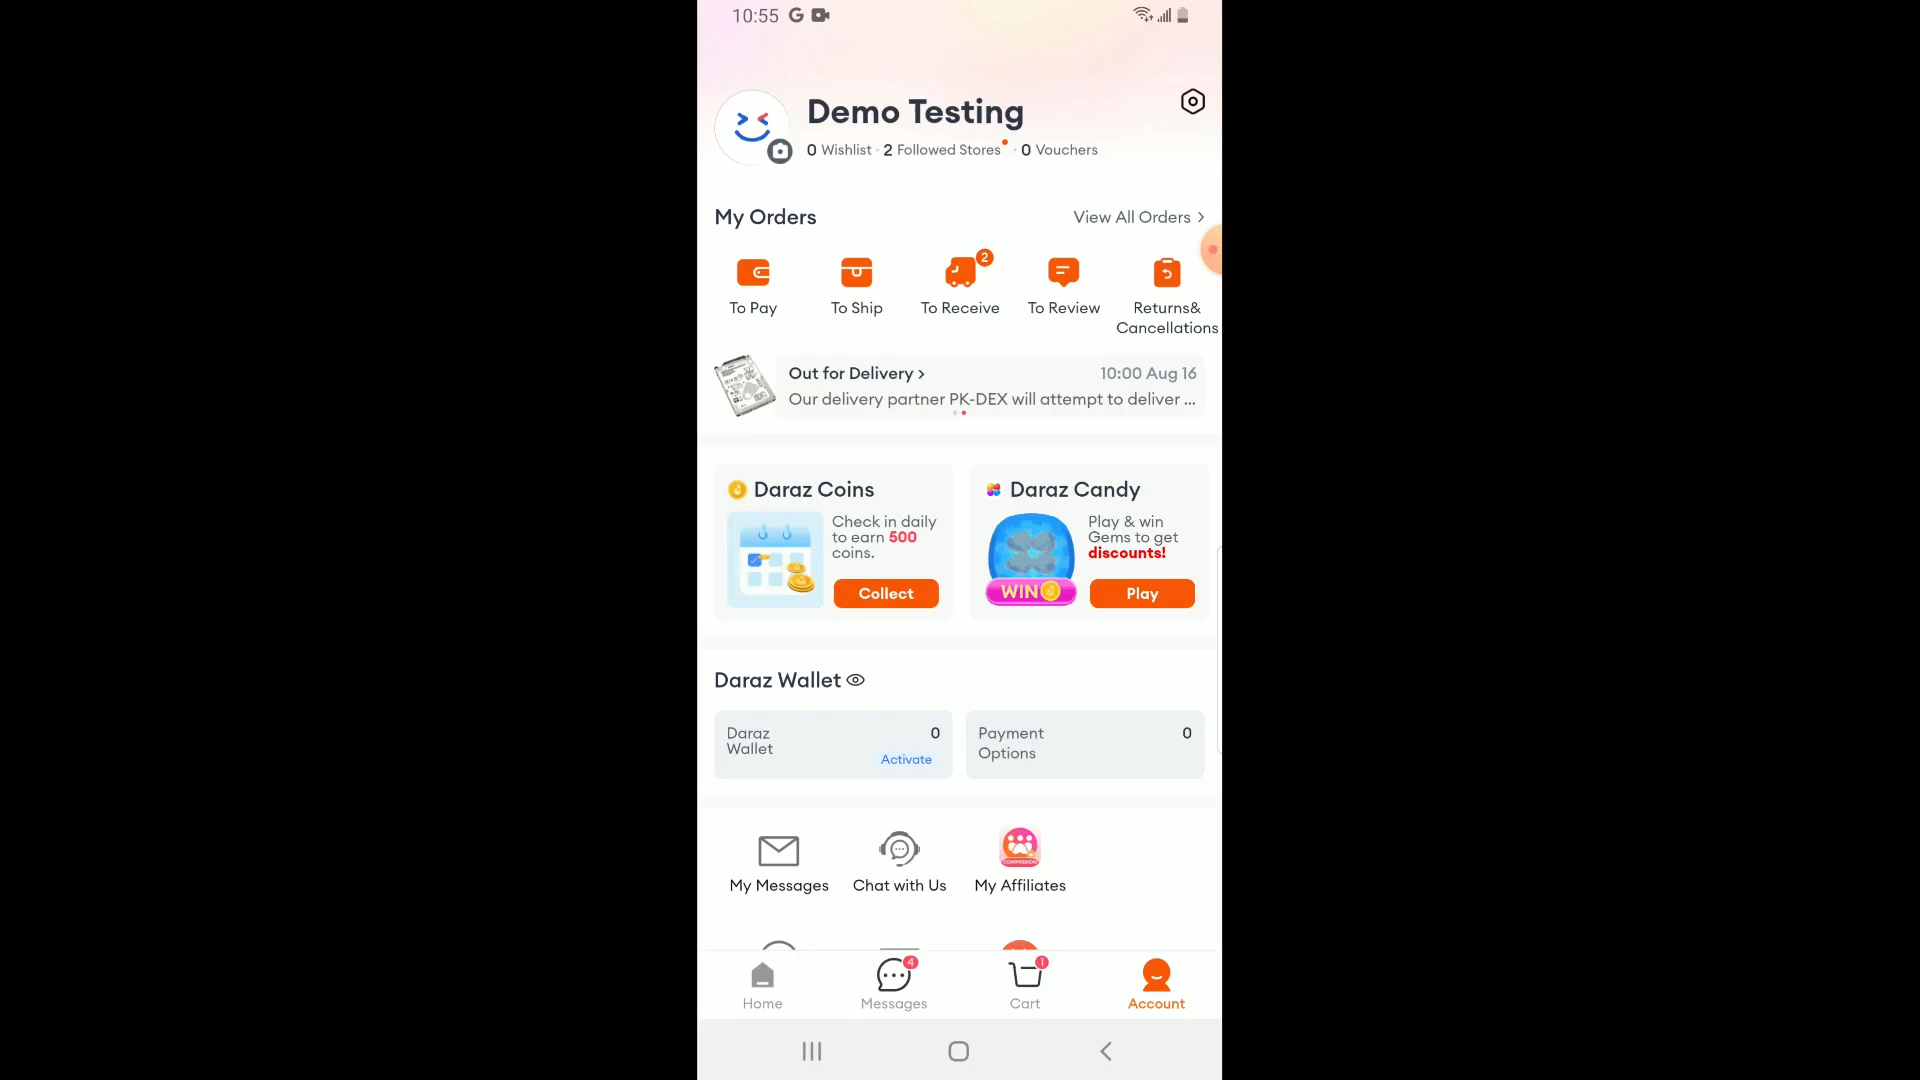 10:55
Demo Testing
0 Wishlist · 2 Followed Stores · 0 Vouchers
My Orders
View All Orders >
2
To Pay
To Ship
To Receive
To Review
Returns&
Cancellations
Out for Delivery >
10:00 Aug 16
Our delivery partner PK-DEX will attempt to deliver ...
Daraz Coins
Check in daily
to earn 500
coins.
Collect
Daraz Candy
Play & win
Gems to get
discounts!
WIN
Play
Daraz Wallet
Daraz
Wallet
0
Activate
Payment
Options
0
COMMISSION
My Messages
Chat with Us
My Affiliates
4
1
Home
Messages
Cart
Account